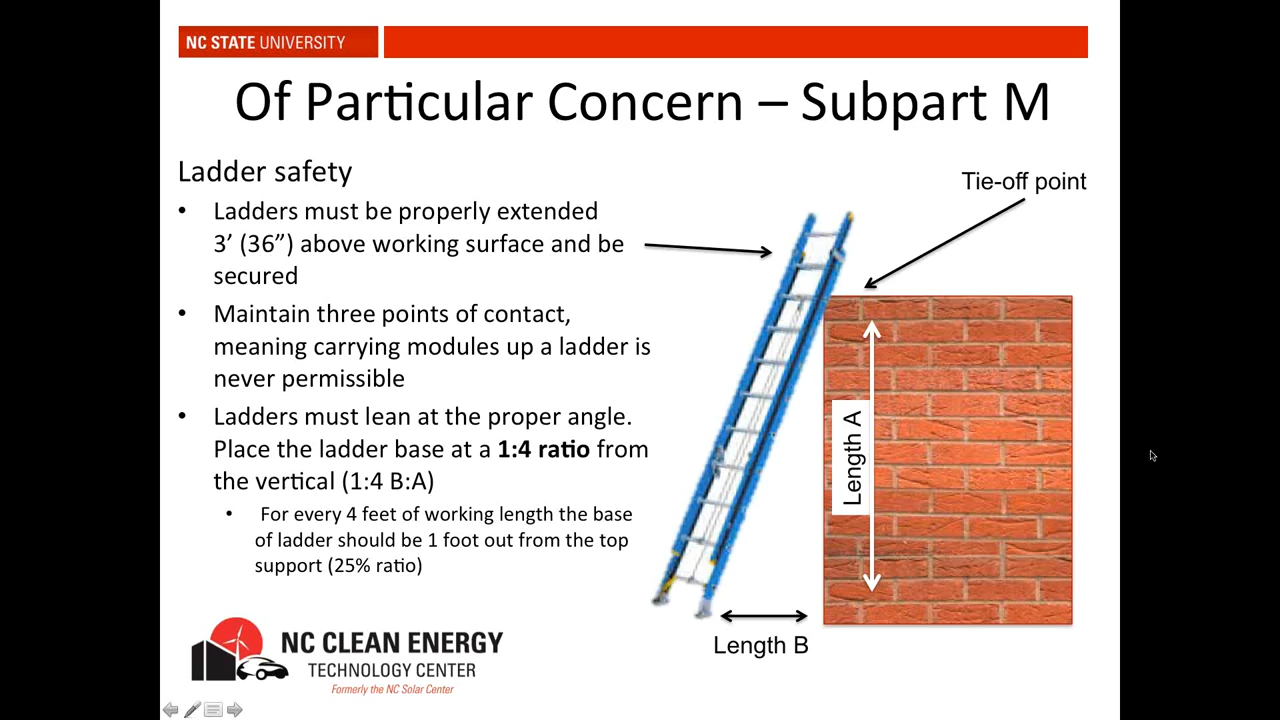 NC STATE UNIVERSITY
Of Particular Concern – Subpart M
Ladder safety
• Ladders must be properly extended
3’ (36”) above working surface and be
secured
• Maintain three points of contact,
meaning carrying modules up a ladder is
never permissible
• Ladders must lean at the proper angle.
Place the ladder base at a 1:4 ratio from
the vertical (1:4 B:A)
• For every 4 feet of working length the base
of ladder should be 1 foot out from the top
support (25% ratio)
Tie-off point
Length A
Length B
NC CLEAN ENERGY
TECHNOLOGY CENTER
Formerly the NC Solar Center